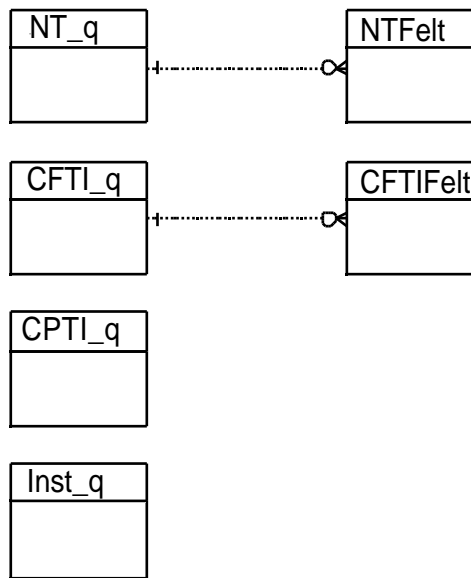 NT_q
NTFelt
CFTI_q
CFTIFelt
CPTI_q
Inst_q